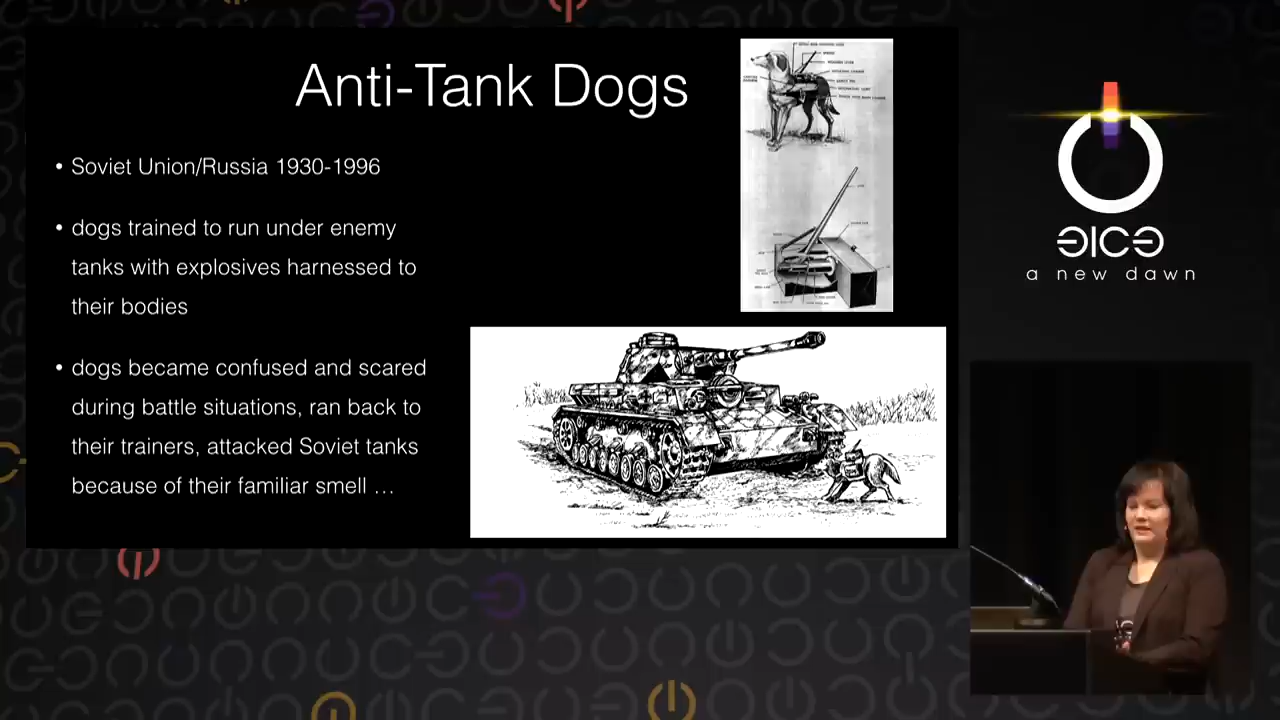 Anti-Tank Dogs
• Soviet Union/Russia 1930-1996
• dogs trained to run under enemy
tanks with explosives harnessed to
their bodies
• dogs became confused and scared
during battle situations, ran back to
their trainers, attacked Soviet tanks
because of their familiar smell …
a new dawn